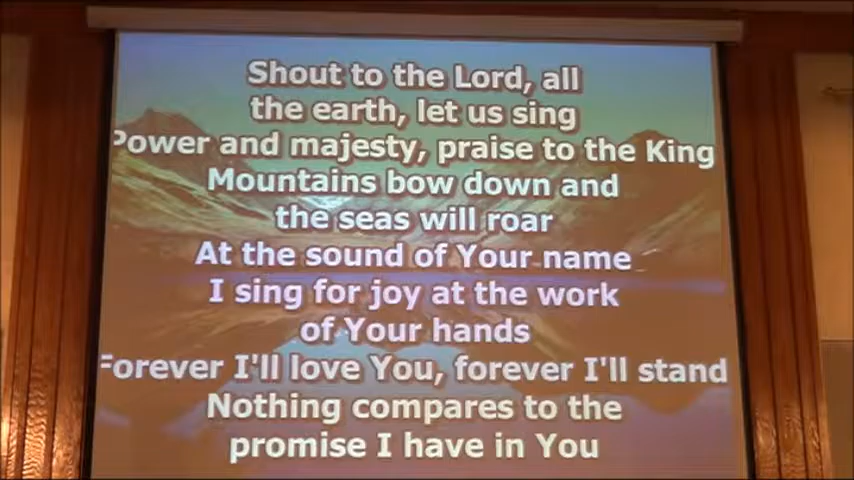 Shout to the Lord, all
the earth, let us sing
Power and majesty, praise to the King
Mountains bow down and
the seas will roar
At the sound of Your name
I sing for joy at the work
of Your hands
Forever I'll love You, forever I'll stand
Nothing compares to the
promise I have in You